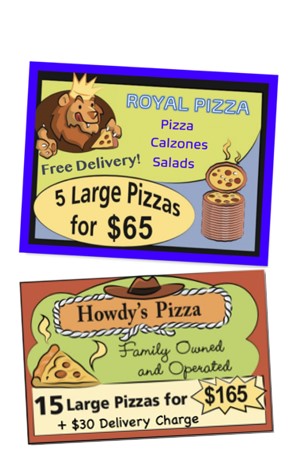 ROYAL PIZZA
Pizza
Calzones
Free Delivery! Salads
5 Large Pizzas
for $65
Howdy's Pizza
Family Owned
and Operated
15 Large Pizzas for $165
+ $30 Delivery Charge